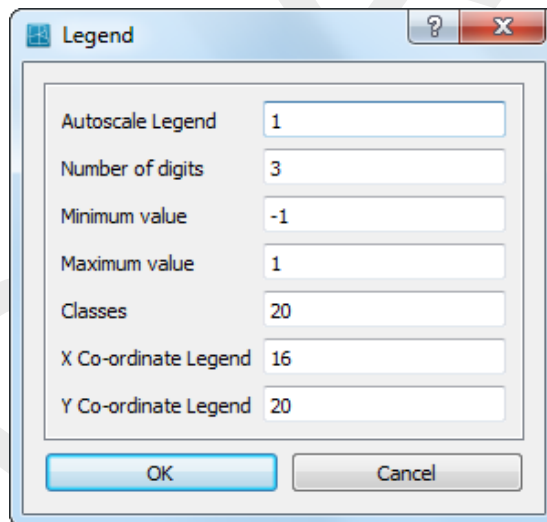 Legend
Autoscale Legend 1
Number of digits 3
Minimum value -1
Maximum value 1
Classes 20
X Co-ordinate Legend 16
Y Co-ordinate Legend 20
OK Cancel